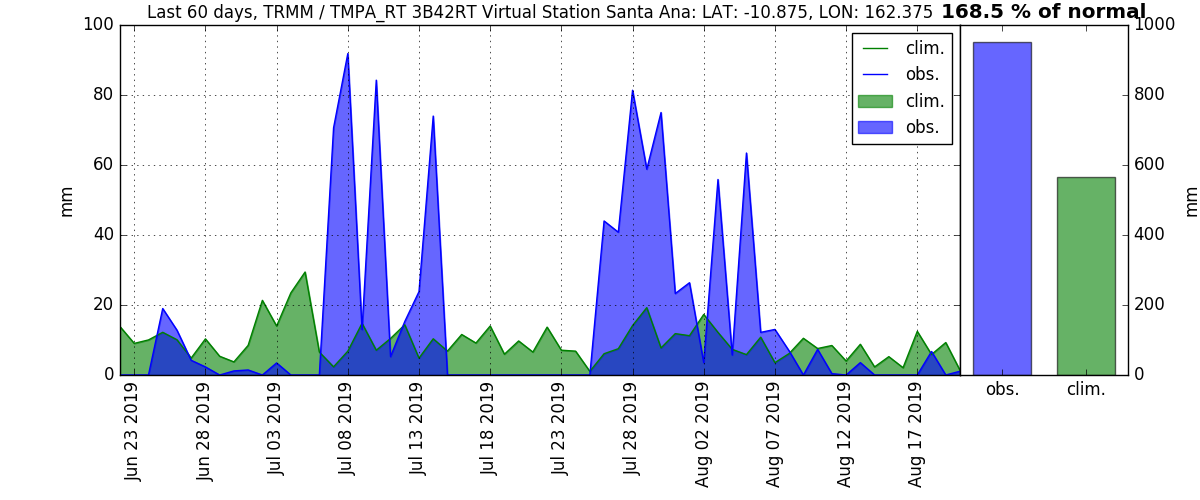 Last 60 days, TRMM / TMPA_RT 3B42RT Virtual Station Santa Ana: LAT: -10.875, LON: 162.375 168.5 % of normal
100
80
60
40
20
0
mm
clim.
obs.
clim.
obs.
1000
800
600
400
200
0
mm
Jun 23 2019
Jun 28 2019
Jul 03 2019
Jul 08 2019
Jul 13 2019
Jul 18 2019
Jul 23 2019
Jul 28 2019
Aug 02 2019
Aug 07 2019
Aug 12 2019
Aug 17 2019
obs.
clim.